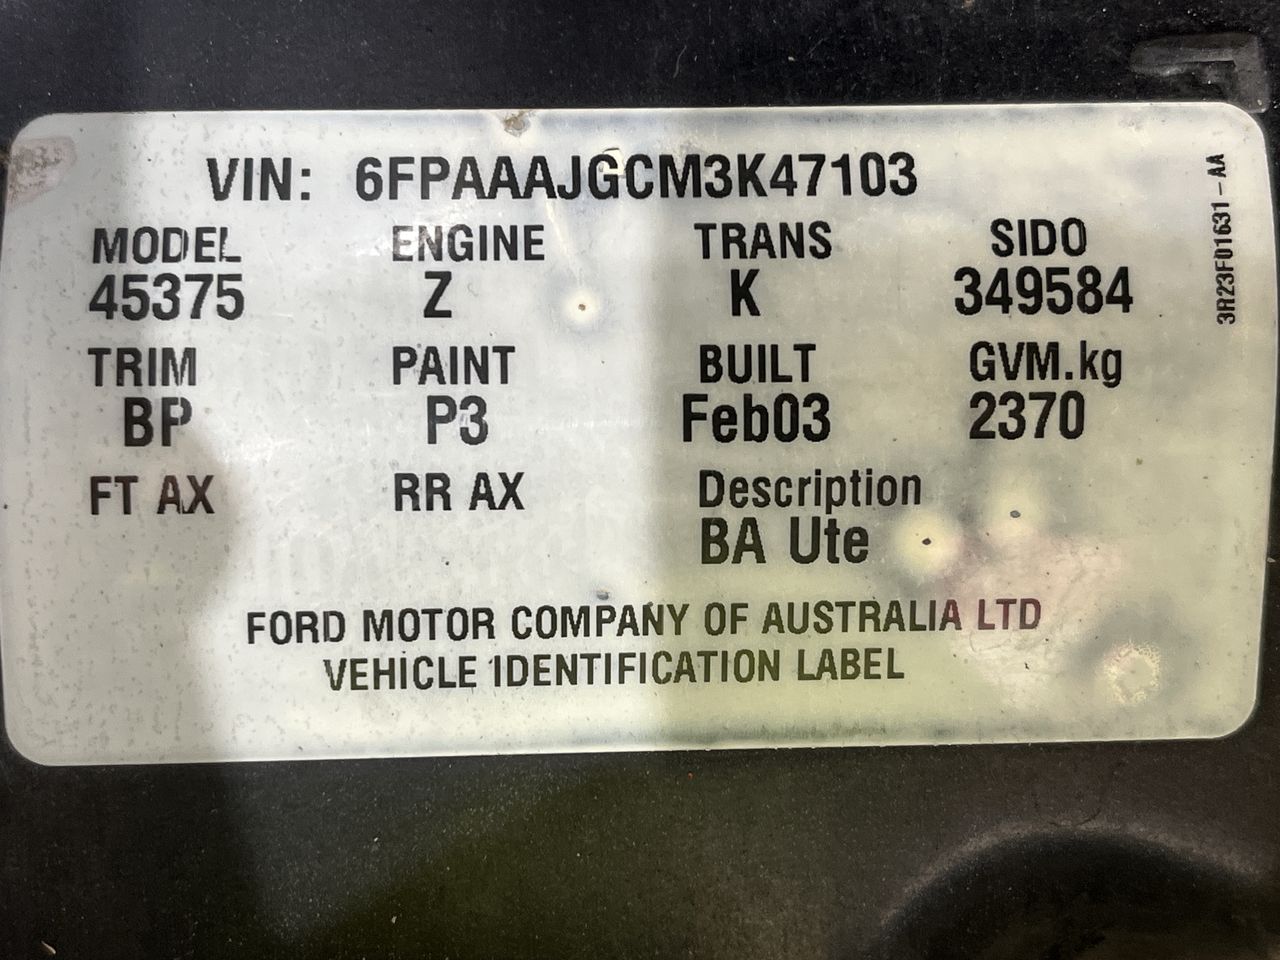 VIN: 6FPAAAJGCM3K47103
MODEL ENGINE TRANS SIDO
45375 Z K 349584
TRIM PAINT BUILT GVM.kg
BP P3 Feb03 2370
FT AX RR AX Description
BA Ute
FORD MOTOR COMPANY OF AUSTRALIA LTD
VEHICLE IDENTIFICATION LABEL
3R23F01631-AA